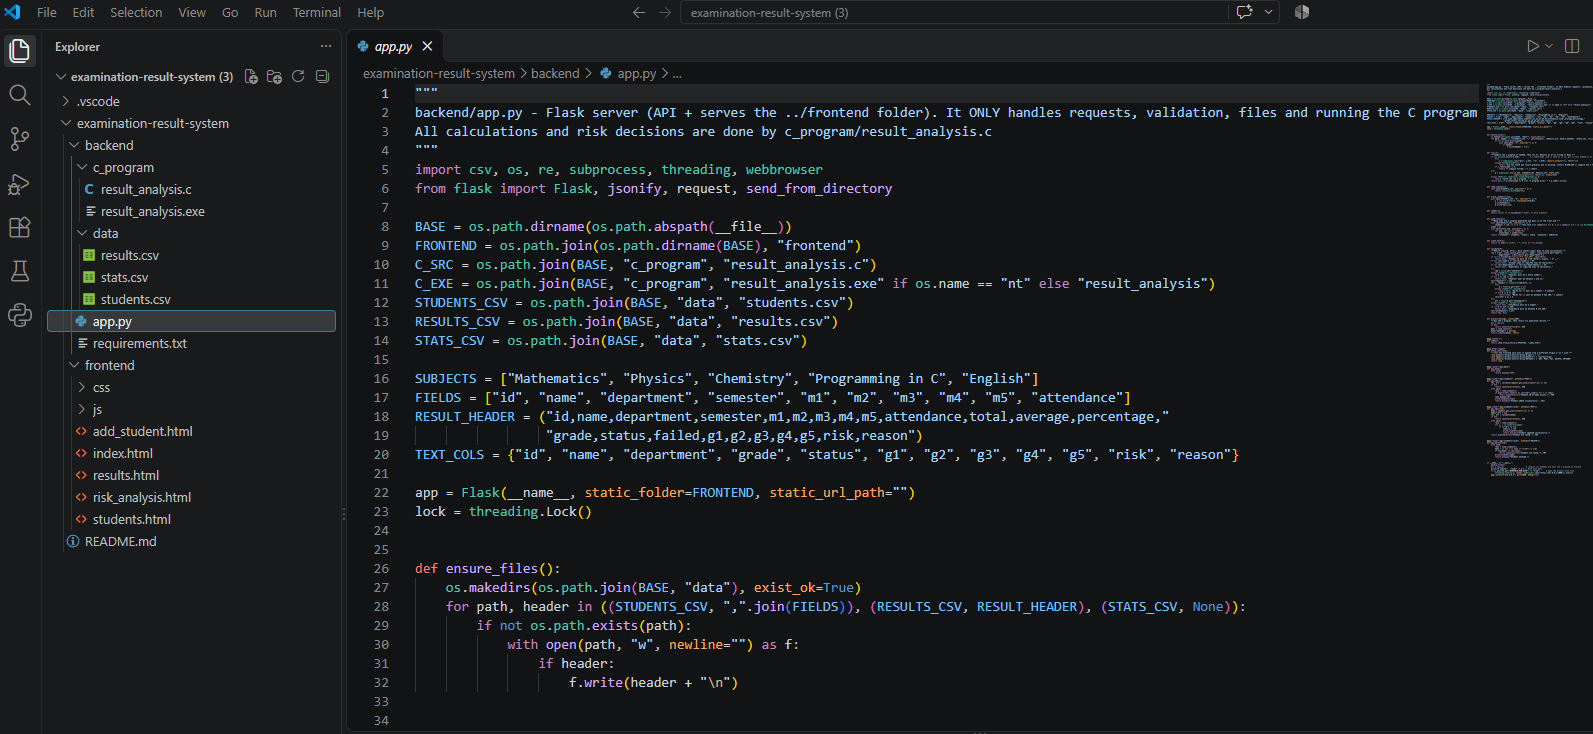 File Edit Selection View Go Run Terminal Help
examination-result-system (3)
Explorer
examination-result-system (3)
.vscode
examination-result-system
backend
c_program
C result_analysis.c
result_analysis.exe
data
results.csv
stats.csv
students.csv
app.py
requirements.txt
frontend
css
js
add_student.html
index.html
results.html
risk_analysis.html
students.html
README.md
app.py
examination-result-system > backend > app.py > ...
1 """
2 backend/app.py - Flask server (API + serves the ../frontend folder). It ONLY handles requests, validation, files and running the C program
3 All calculations and risk decisions are done by c_program/result_analysis.c
4 """
5 import csv, os, re, subprocess, threading, webbrowser
6 from flask import Flask, jsonify, request, send_from_directory
7
8 BASE = os.path.dirname(os.path.abspath(__file__))
9 FRONTEND = os.path.join(os.path.dirname(BASE), "frontend")
10 C_SRC = os.path.join(BASE, "c_program", "result_analysis.c")
11 C_EXE = os.path.join(BASE, "c_program", "result_analysis.exe" if os.name == "nt" else "result_analysis")
12 STUDENTS_CSV = os.path.join(BASE, "data", "students.csv")
13 RESULTS_CSV = os.path.join(BASE, "data", "results.csv")
14 STATS_CSV = os.path.join(BASE, "data", "stats.csv")
15
16 SUBJECTS = ["Mathematics", "Physics", "Chemistry", "Programming in C", "English"]
17 FIELDS = ["id", "name", "department", "semester", "m1", "m2", "m3", "m4", "m5", "attendance"]
18 RESULT_HEADER = ("id,name,department,semester,m1,m2,m3,m4,m5,attendance,total,average,percentage,"
19 "grade,status,failed,g1,g2,g3,g4,g5,risk,reason")
20 TEXT_COLS = {"id", "name", "department", "grade", "status", "g1", "g2", "g3", "g4", "g5", "risk", "reason"}
21
22 app = Flask(__name__, static_folder=FRONTEND, static_url_path="")
23 lock = threading.Lock()
24
25
26 def ensure_files():
27 os.makedirs(os.path.join(BASE, "data"), exist_ok=True)
28 for path, header in ((STUDENTS_CSV, ",".join(FIELDS)), (RESULTS_CSV, RESULT_HEADER), (STATS_CSV, None)):
29 if not os.path.exists(path):
30 with open(path, "w", newline="") as f:
31 if header:
32 f.write(header + "\n")
33
34